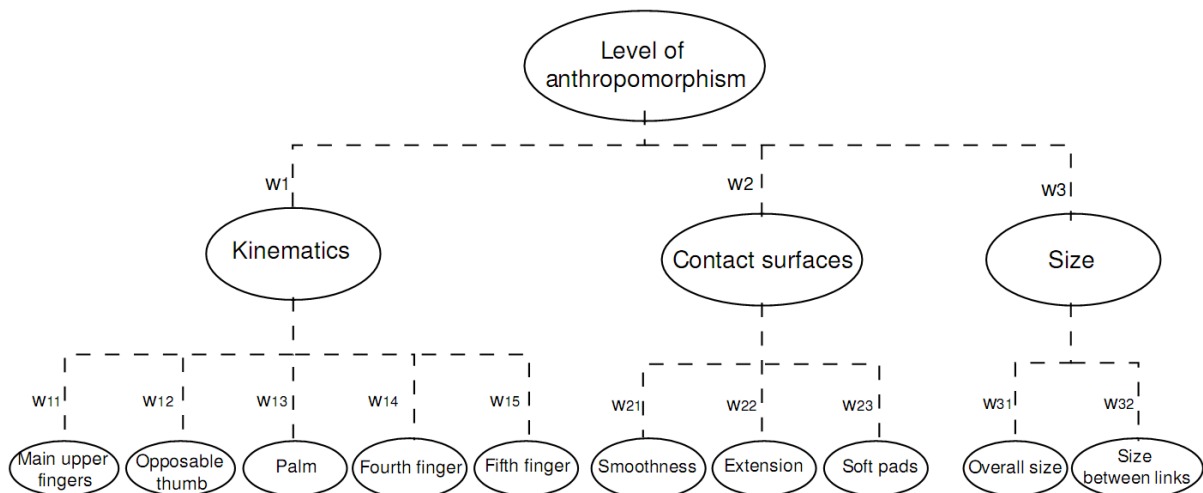 Level of
anthropomorphism
w1
w2
w3
Kinematics
Contact surfaces
Size
w11
w12
w13
w14
w15
w21
w22
w23
w31
w32
Main upper
fingers
Opposable
thumb
Palm
Fourth finger
Fifth finger
Smoothness
Extension
Soft pads
Overall size
Size
between links